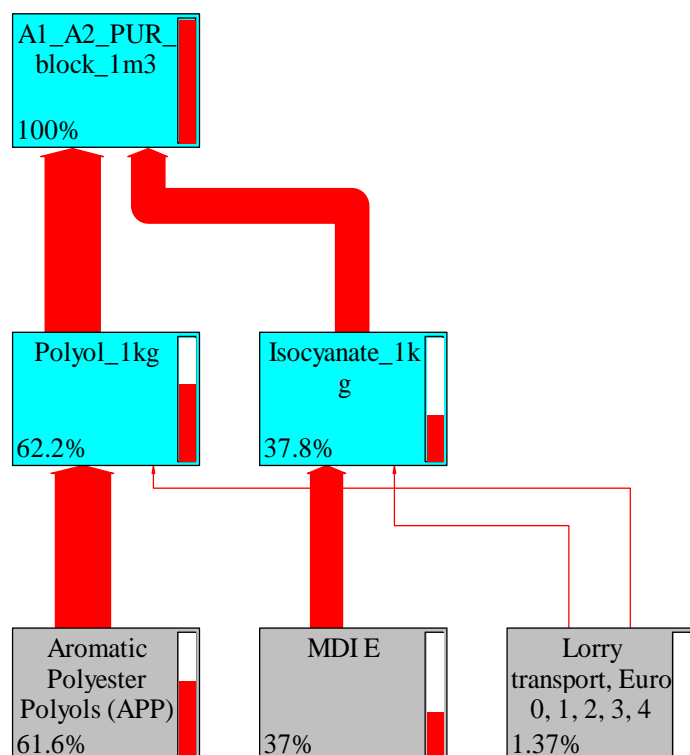 A1_A2_PUR_
block_1m3
100%
Polyol_1kg
62.2%
Isocyanate_1k
g
37.8%
Aromatic
Polyester
Polyols (APP)
61.6%
MDI E
37%
Lorry
transport, Euro
0, 1, 2, 3, 4
1.37%